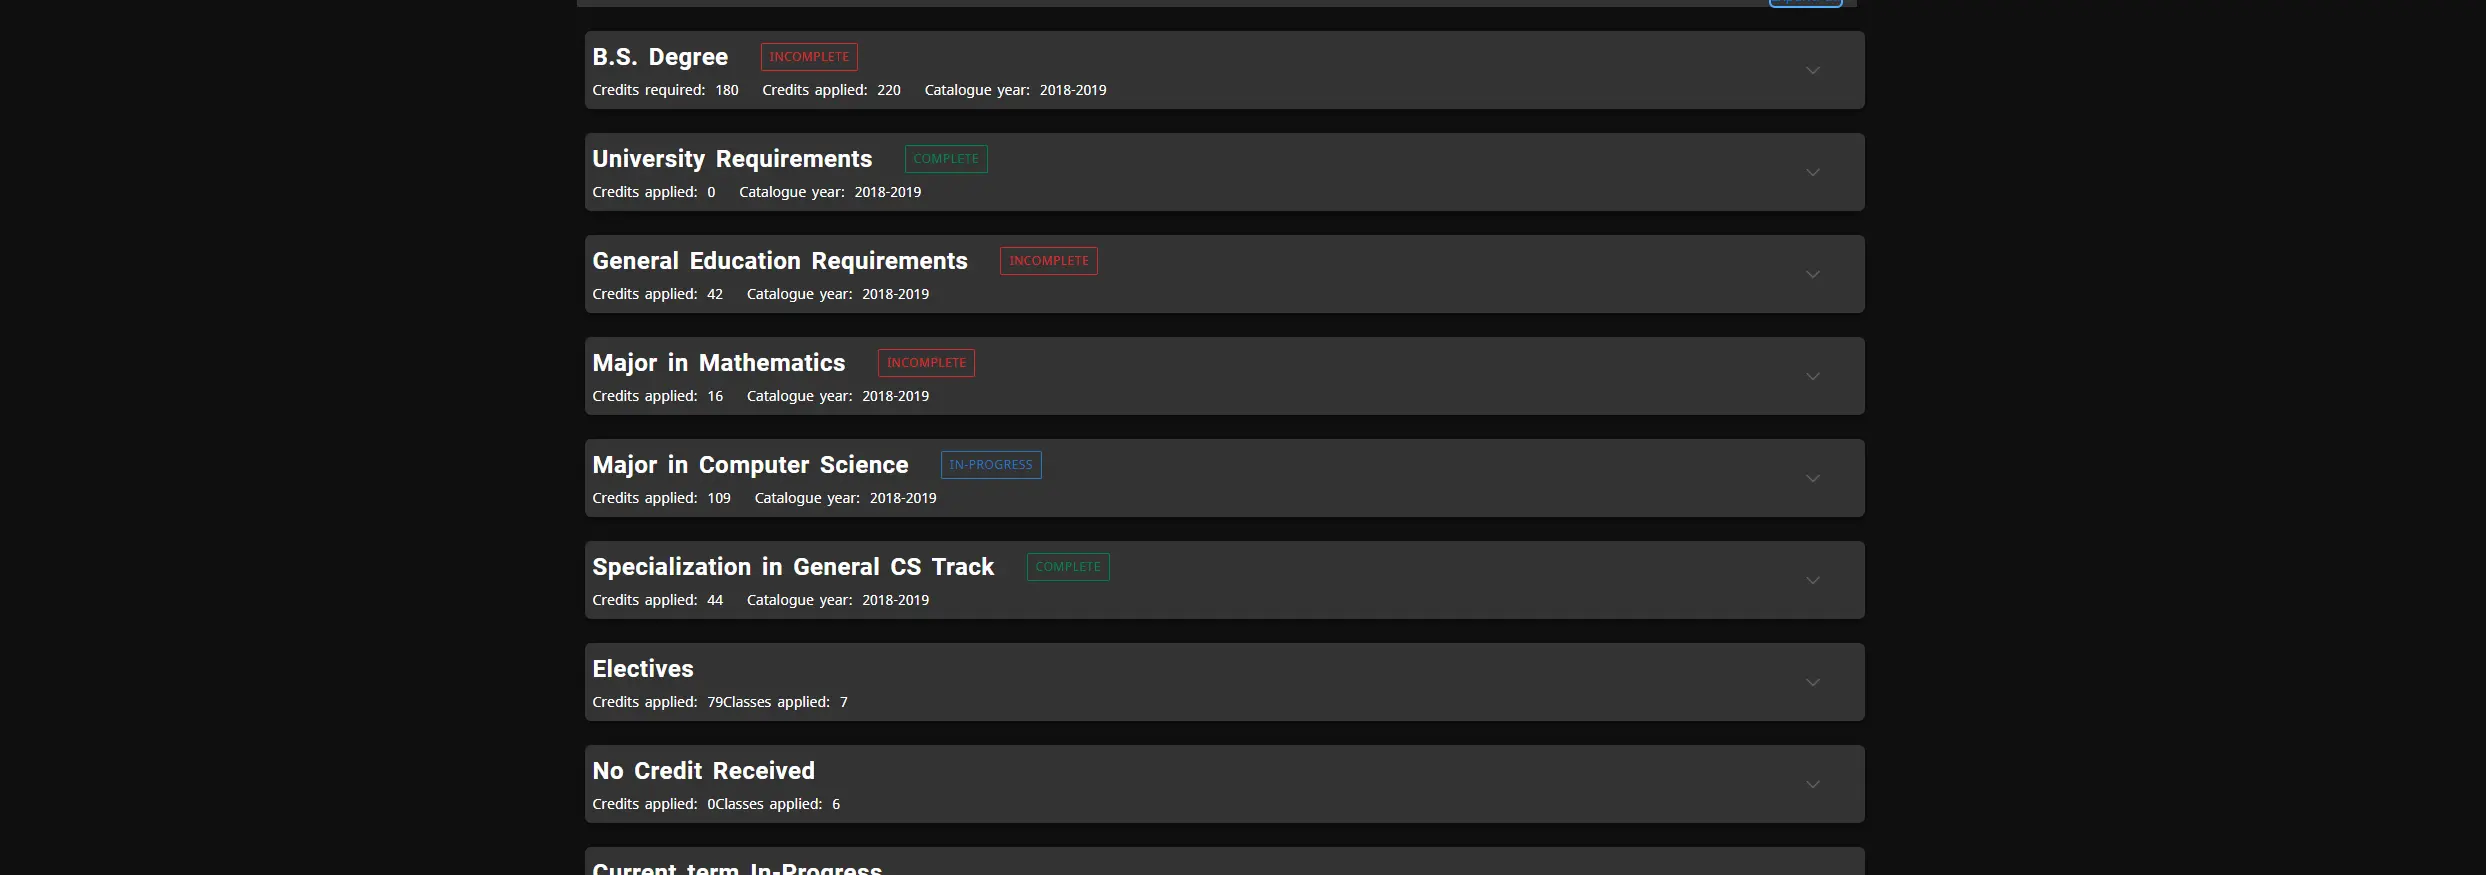 B.S. Degree INCOMPLETE
Credits required: 180 Credits applied: 220 Catalogue year: 2018-2019
University Requirements COMPLETE
Credits applied: 0 Catalogue year: 2018-2019
General Education Requirements INCOMPLETE
Credits applied: 42 Catalogue year: 2018-2019
Major in Mathematics INCOMPLETE
Credits applied: 16 Catalogue year: 2018-2019
Major in Computer Science IN-PROGRESS
Credits applied: 109 Catalogue year: 2018-2019
Specialization in General CS Track COMPLETE
Credits applied: 44 Catalogue year: 2018-2019
Electives
Credits applied: 79Classes applied: 7
No Credit Received
Credits applied: 0Classes applied: 6
Current term In-Progress